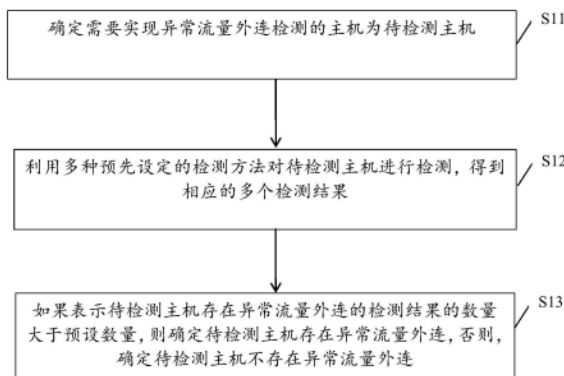 确定需要实现异常流量外连检测的主机为待检测主机
S11
利用多种预先设定的检测方法对待检测主机进行检测，得到
相应的多个检测结果
S12
如果表示待检测主机存在异常流量外连的检测结果的数量
大于预设数量，则确定待检测主机存在异常流量外连，否则，
确定待检测主机不存在异常流量外连
S13